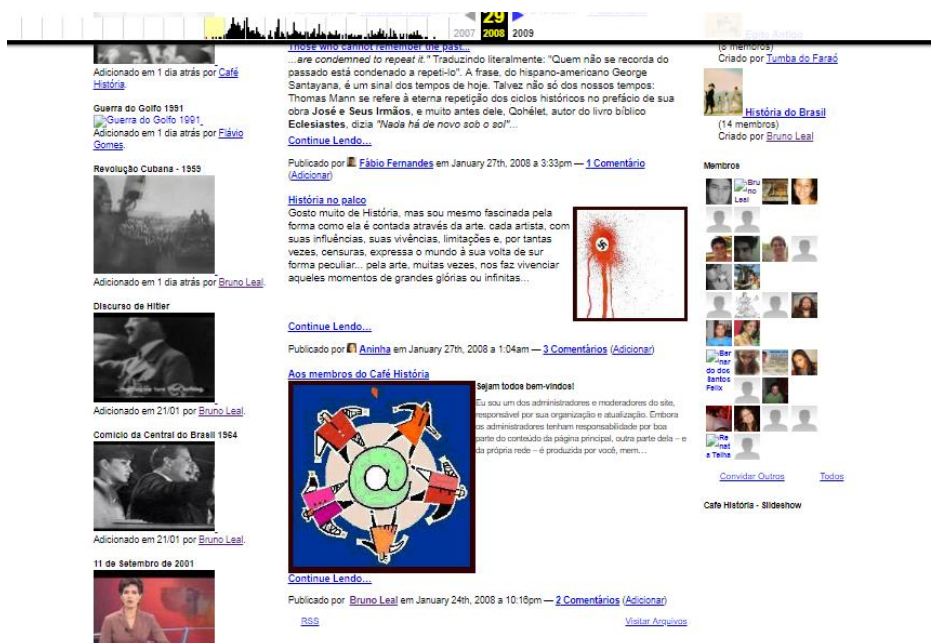 29
2007 2008 2009
Adicionado em 1 dia atrás por Café
História.
Guerra do Golfo 1991
Guerra do Golfo 1991
Adicionado em 1 dia atrás por Flávio
Gomes.
Revolução Cubana - 1959
Adicionado em 1 dia atrás por Bruno Leal.
Discurso de Hitler
Adicionado em 21/01 por Bruno Leal.
Comício da Central do Brasil 1964
Adicionado em 21/01 por Bruno Leal.
11 de Setembro de 2001
Those who cannot remember the past...
...are condemned to repeat it." Traduzindo literalmente: "Quem não se recorda do
passado está condenado a repeti-lo". A frase, do hispano-americano George
Santayana, é um sinal dos tempos de hoje. Talvez não só dos nossos tempos:
Thomas Mann se refere à eterna repetição dos ciclos históricos no prefácio de sua
obra José e Seus Irmãos, e muito antes dele, Qohélet, autor do livro bíblico
Eclesiastes, dizia "Nada há de novo sob o sol"...
Continue Lendo...
Publicado por Fábio Fernandes em January 27th, 2008 a 3:33pm — 1 Comentário
(Adicionar)
História no palco
Gosto muito de História, mas sou mesmo fascinada pela
forma como ela é contada através da arte. cada artista, com
suas influências, suas vivências, limitações e, por tantas
vezes, censuras, expressa o mundo à sua volta de sur
forma peculiar... pela arte, muitas vezes, nos faz vivenciar
aqueles momentos de grandes glórias ou infinitas...
Continue Lendo...
Publicado por Aninha em January 27th, 2008 a 1:04am — 3 Comentários (Adicionar)
Aos membros do Café História
Sejam todos bem-vindos!
Eu sou um dos administradores e moderadores do site,
responsável por sua organização e atualização. Embora
os administradores tenham responsabilidade por boa
parte do conteúdo da página principal, outra parte dela – e
da própria rede – é produzida por você, mem...
Continue Lendo...
Publicado por Bruno Leal em January 24th, 2008 a 10:16pm — 2 Comentários (Adicionar)
RSS Visitar Arquivos
Egito Antigo
(8 membros)
Criado por Tumba do Faraó
História do Brasil
(14 membros)
Criado por Bruno Leal
Membros
Bru
no
Leal
Ber
nar
do dos
Santos
Felix
Re
nat
a Telha
Convidar Outros Todos
Cafe História - Slideshow